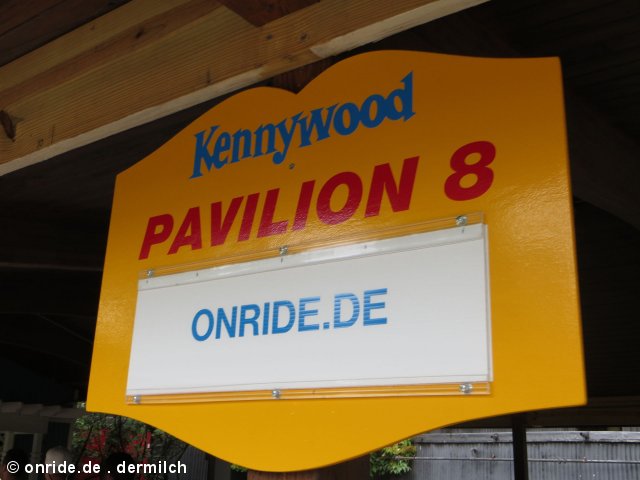 Kennywood
PAVILION 8
ONRIDE.DE
© onride.de . dermilch